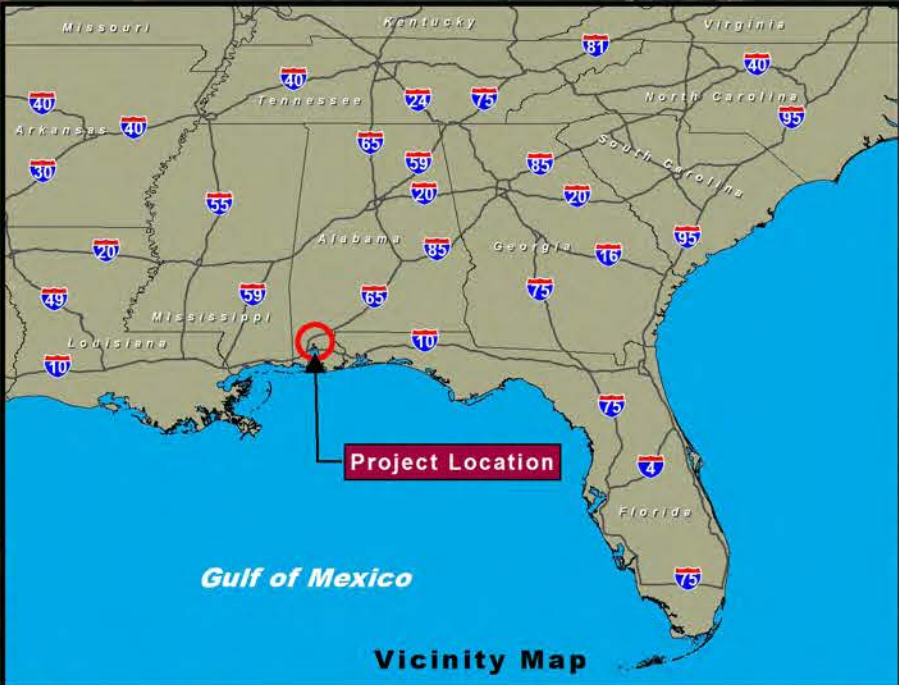 Missouri
Kentucky
Virginia
81
40
40
40
24
75
Tennessee
North Carolina
95
Arkansas
40
65
59
85
South Carolina
30
20
20
55
95
Alabama
85
Georgia
16
20
75
49
59
65
Mississippi
Louisiana
10
10
75
Project Location
4
Florida
Gulf of Mexico
75
Vicinity Map